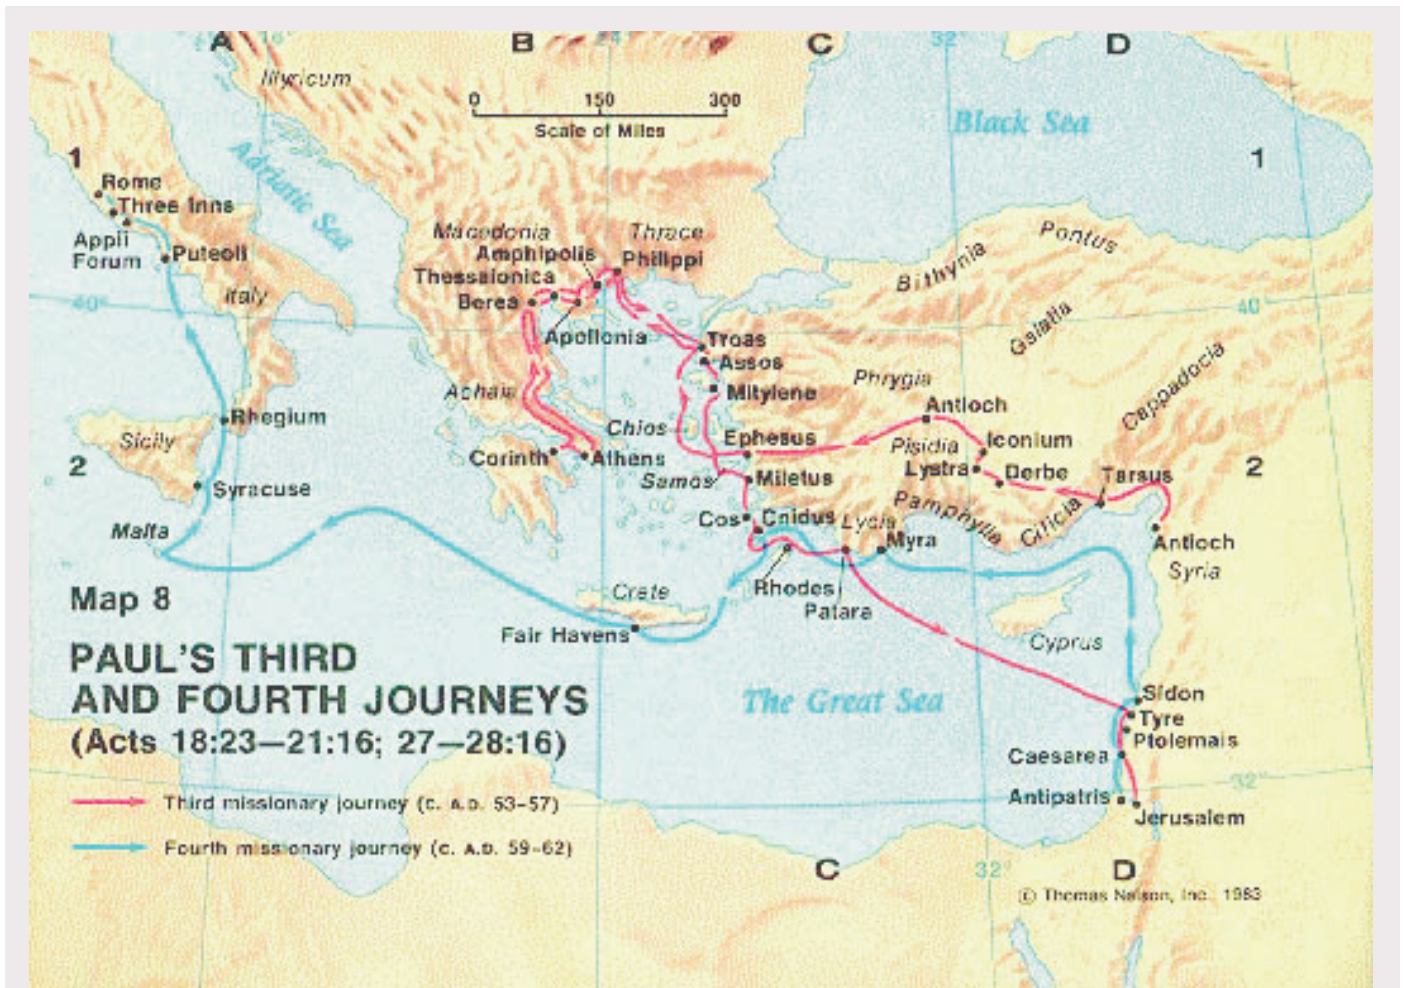 A
B
C
D
16°
24°
32°
Illyricum
0 150 300
Scale of Miles
Black Sea
1
1
Adriatic Sea
Rome
Three Inns
Appii
Forum
Puteoli
Italy
Macedonia
Thrace
Amphipolis
Philippi
Thessalonica
Berea
Apollonia
Pontus
Bithynia
Galatia
Cappadocia
40°
40°
Troas
Assos
Mitylene
Phrygia
Achaia
Antioch
Rhegium
Sicily
Chios
Ephesus
Pisidia
Iconium
2
Corinth
Athens
Lystra
Derbe
Tarsus
2
Syracuse
Samos
Miletus
Pamphylia
Cilicia
Malta
Cos
Cnidus
Lycia
Myra
Antioch
Syria
Rhodes
Patara
Crete
Fair Havens
Cyprus
Map 8
PAUL'S THIRD
AND FOURTH JOURNEYS
(Acts 18:23—21:16; 27—28:16)
The Great Sea
Sidon
Tyre
Ptolemais
Caesarea
32°
Antipatris
Jerusalem
Third missionary journey (C. A.D. 53–57)
Fourth missionary journey (C. A.D. 59–62)
C
32°
D
© Thomas Nelson, Inc. 1983